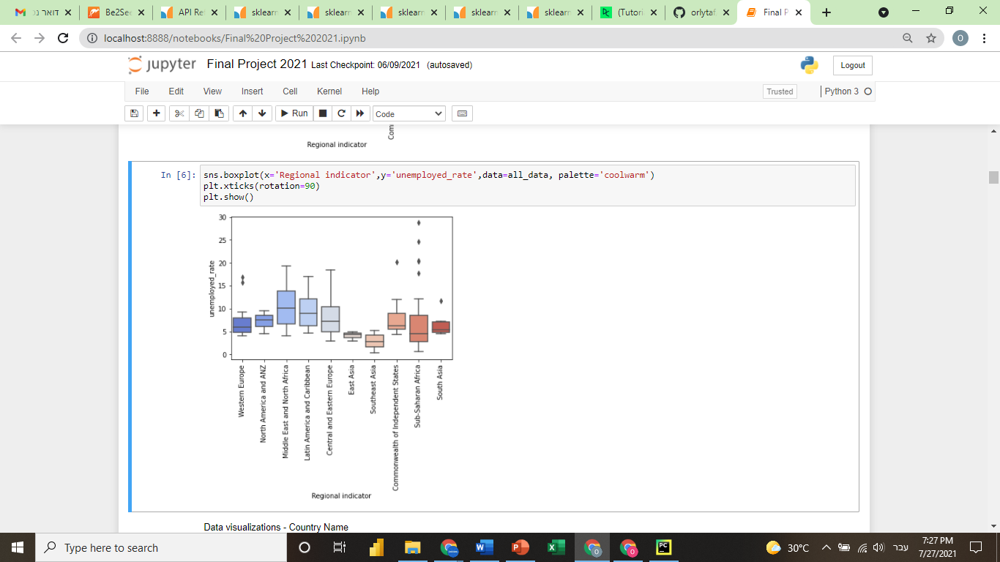 דואר נכ
Be2See
API Re
sklearn
sklearn
sklearn
sklearn
sklearn
(Tutori
orlytaf
Final P
localhost:8888/notebooks/Final%20Project%202021.ipynb
O
jupyter Final Project 2021 Last Checkpoint: 06/09/2021 (autosaved)
Logout
File Edit View Insert Cell Kernel Help
Trusted
Python 3
Run
Code
Com
Regional indicator
In [6]: sns.boxplot(x='Regional indicator',y='unemployed_rate',data=all_data, palette='coolwarm')
plt.xticks(rotation=90)
plt.show()
30
25
20
15
10
5
0
unemployed_rate
Western Europe
North America and ANZ
Middle East and North Africa
Latin America and Caribbean
Central and Eastern Europe
East Asia
Southeast Asia
Commonwealth of Independent States
Sub-Saharan Africa
South Asia
Regional indicator
Data visualizations - Country Name
Type here to search
30°C
עבר
7:27 PM
7/27/2021